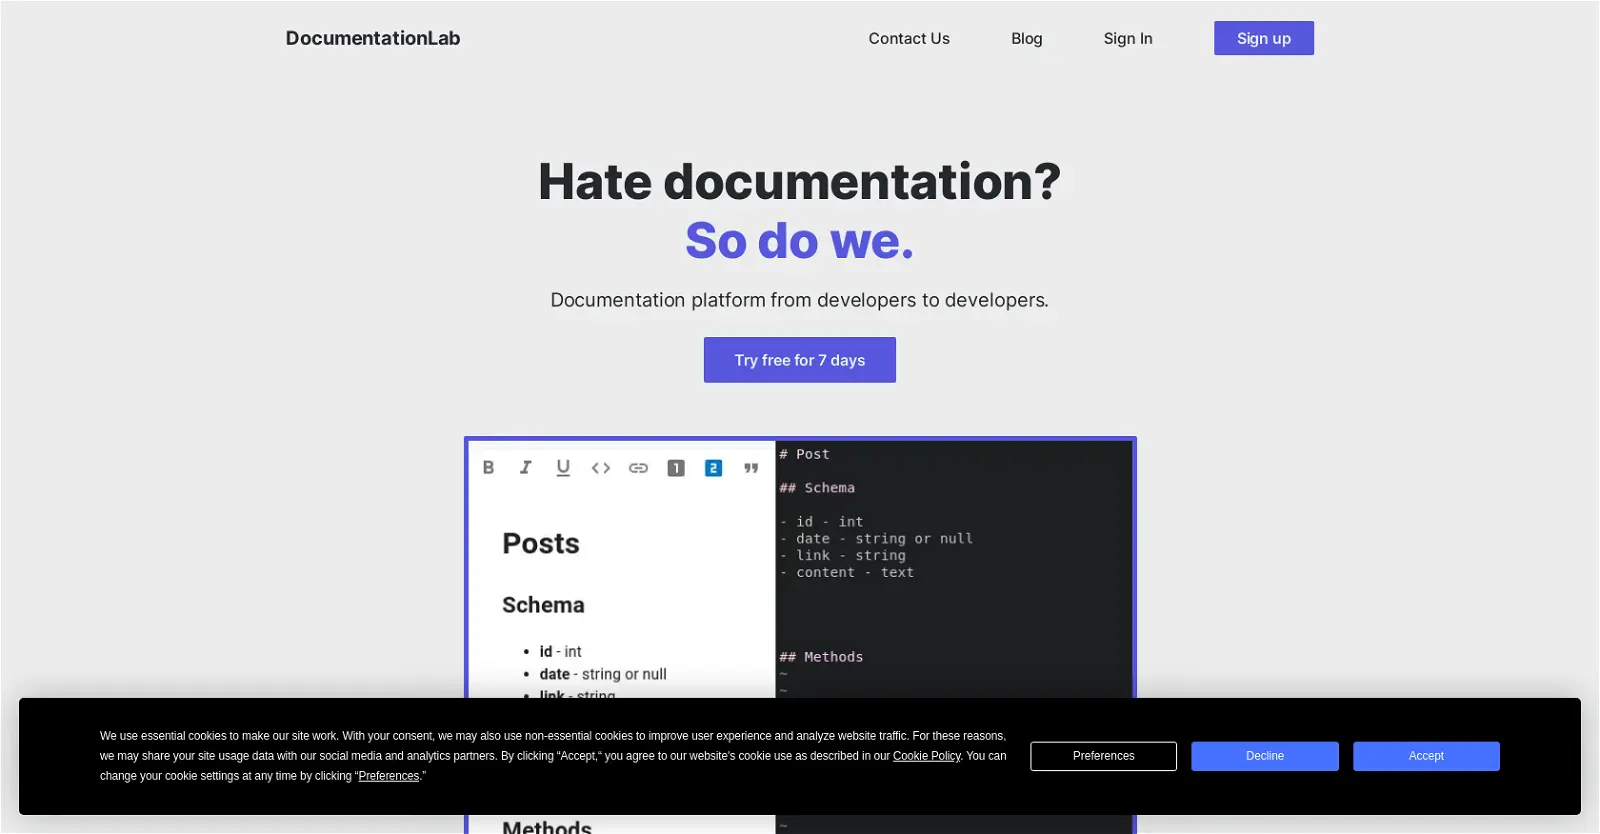 DocumentationLab
Contact Us
Blog
Sign In
Sign up
Hate documentation?
So do we.
Documentation platform from developers to developers.
Try free for 7 days
B I U <> 1 2 "
Posts
Schema
• id - int
• date - string or null
• link - string
# Post
## Schema
- id - int
- date - string or null
- link - string
- content - text
## Methods
~
~
We use essential cookies to make our site work. With your consent, we may also use non-essential cookies to improve user experience and analyze website traffic. For these reasons,
we may share your site usage data with our social media and analytics partners. By clicking “Accept,“ you agree to our website's cookie use as described in our Cookie Policy. You can
change your cookie settings at any time by clicking “Preferences.”
Preferences
Decline
Accept
Methods
~